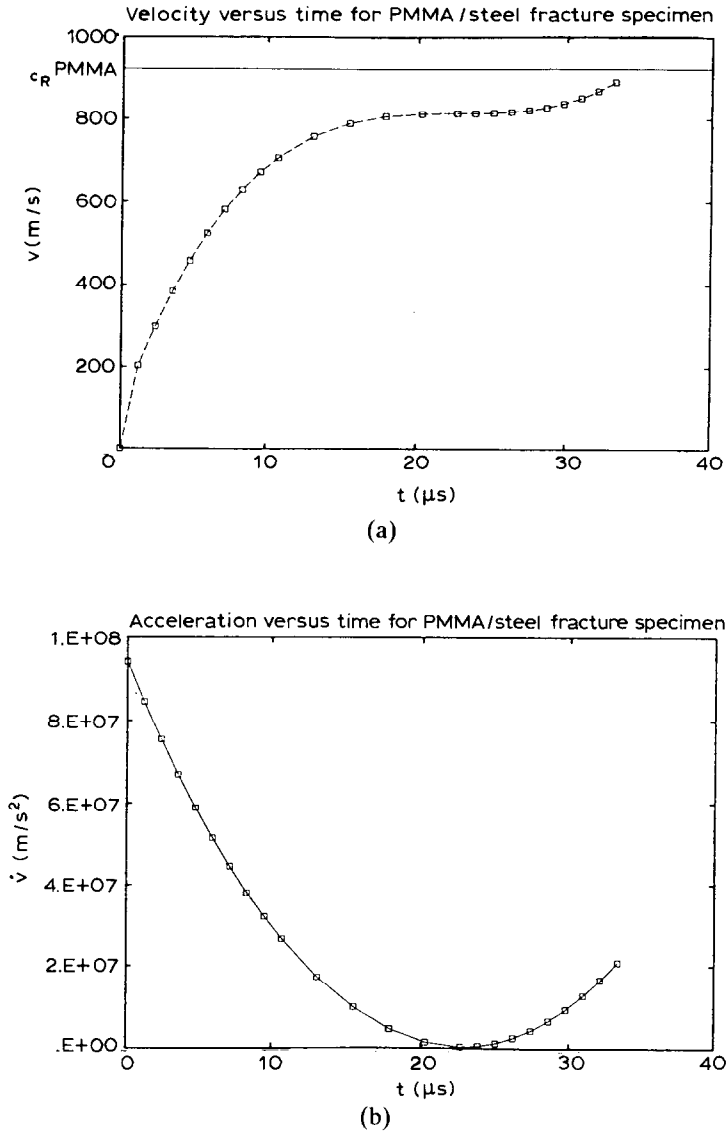 Velocity versus time for PMMA/steel fracture specimen
1000
cR PMMA
800
600
400
200
0
v(m/s)
0 10 20 30 40
t (μs)
(a)
Acceleration versus time for PMMA/steel fracture specimen
1.E+08
8.E+07
6.E+07
4.E+07
2.E+07
.E+00
v̇ (m/s²)
0 10 20 30 40
t (μs)
(b)